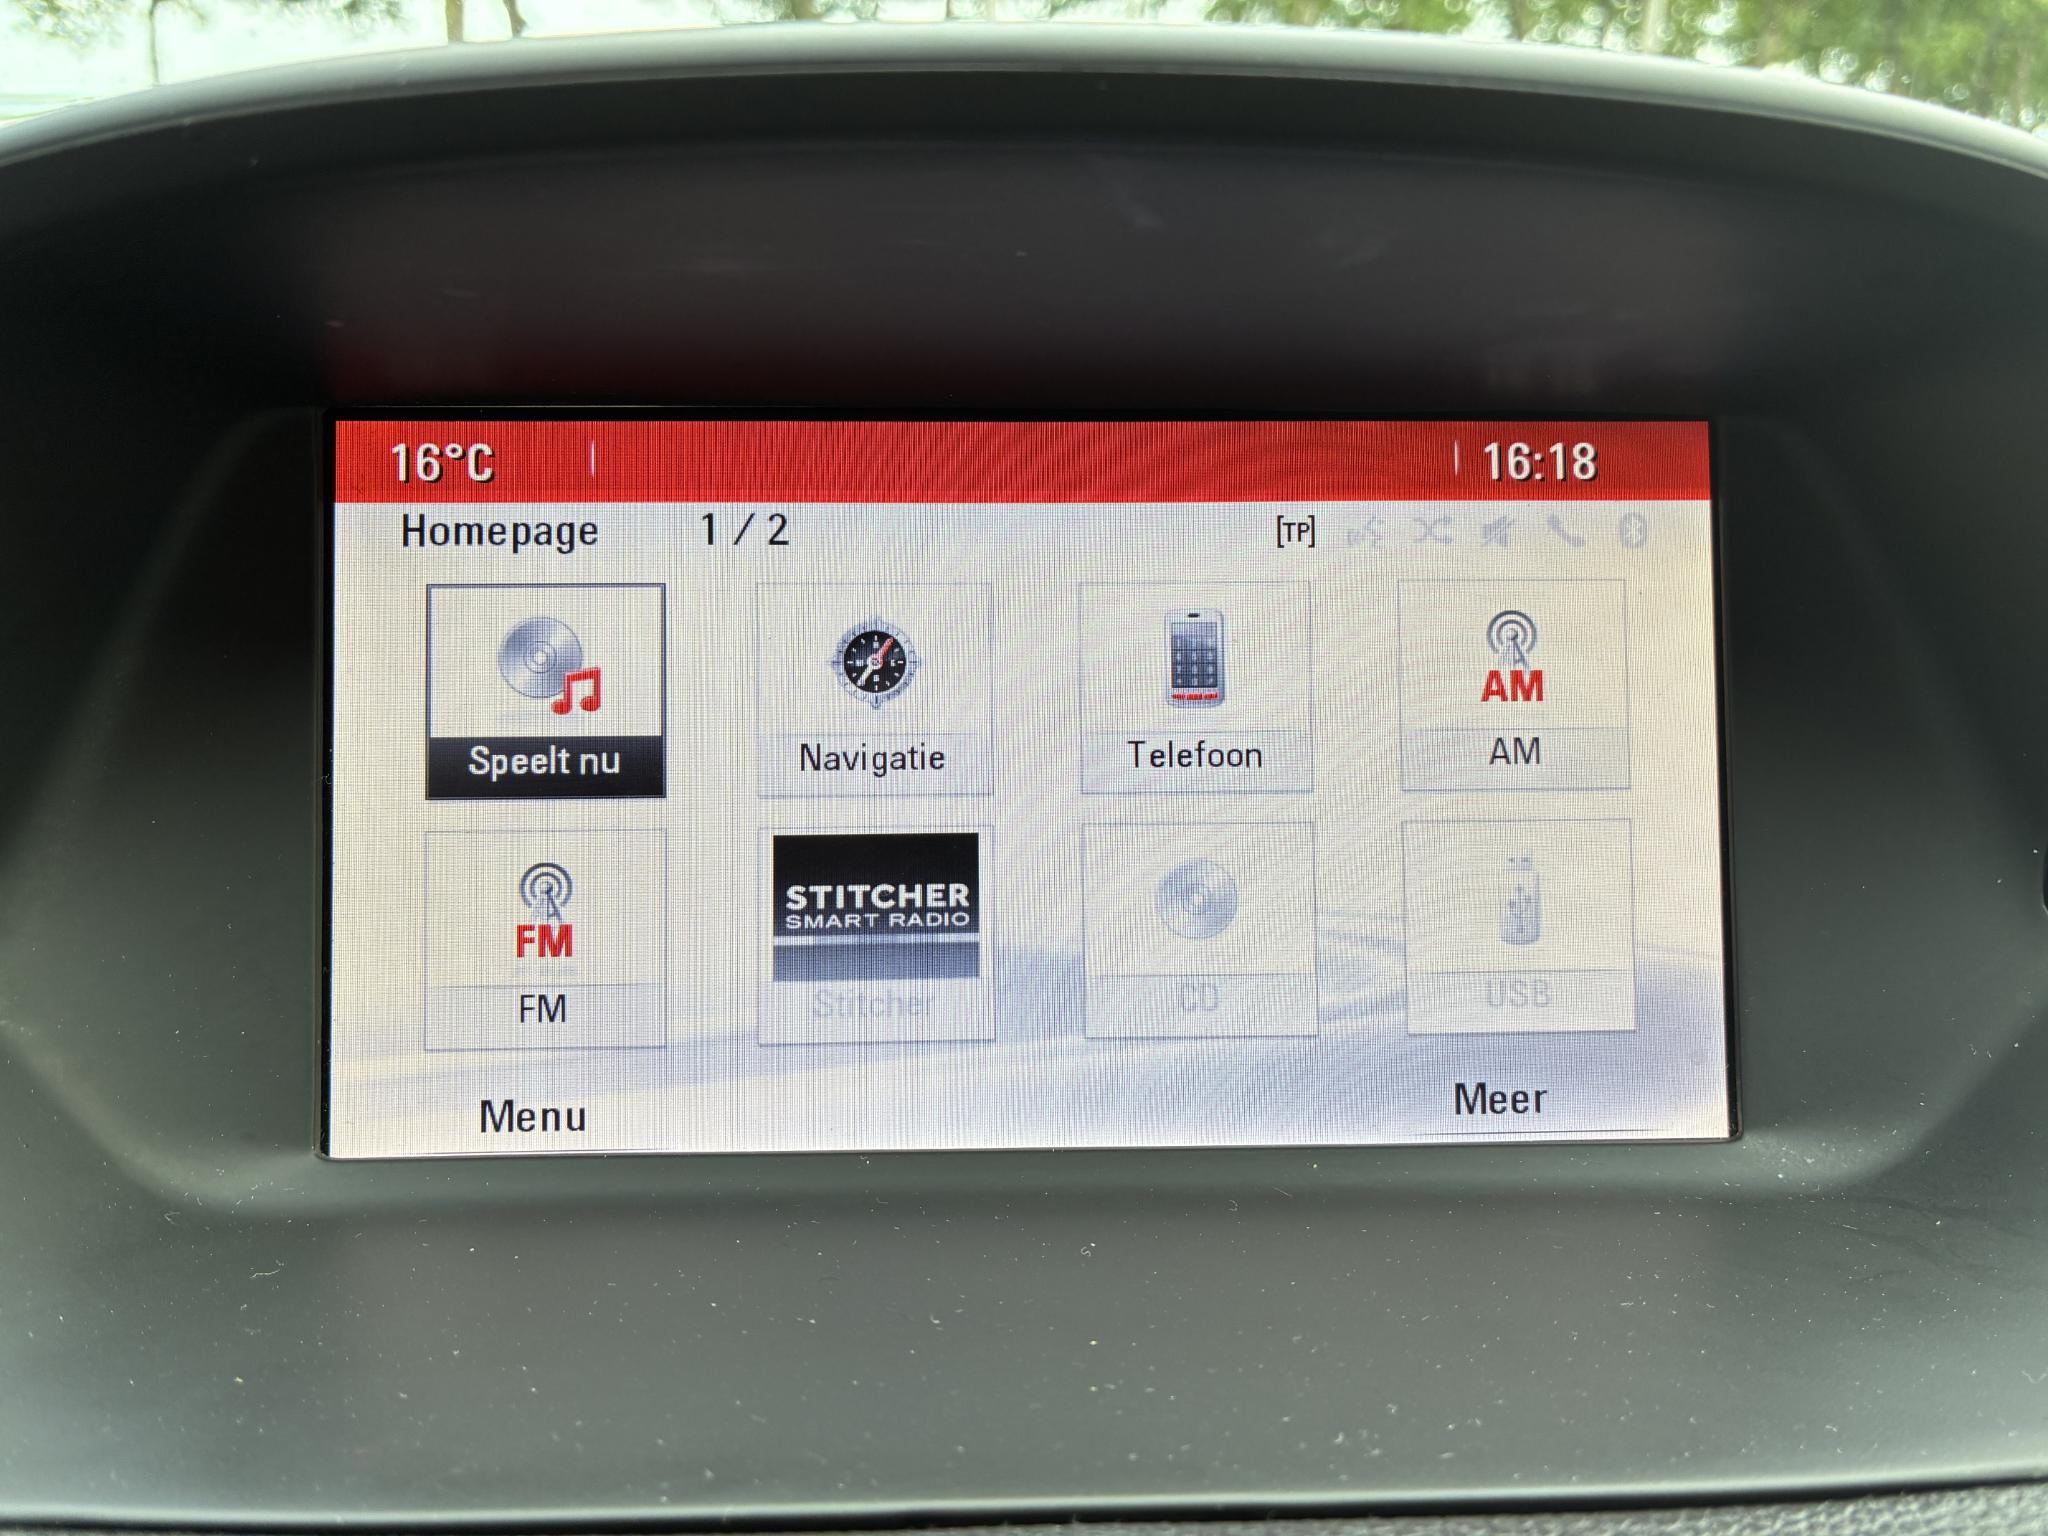 16°C 16:18
Homepage 1 / 2 [TP]
Speelt nu
Navigatie
Telefoon
AM
AM
FM
FM
STITCHER
SMART RADIO
Stitcher
CD
USB
Menu
Meer